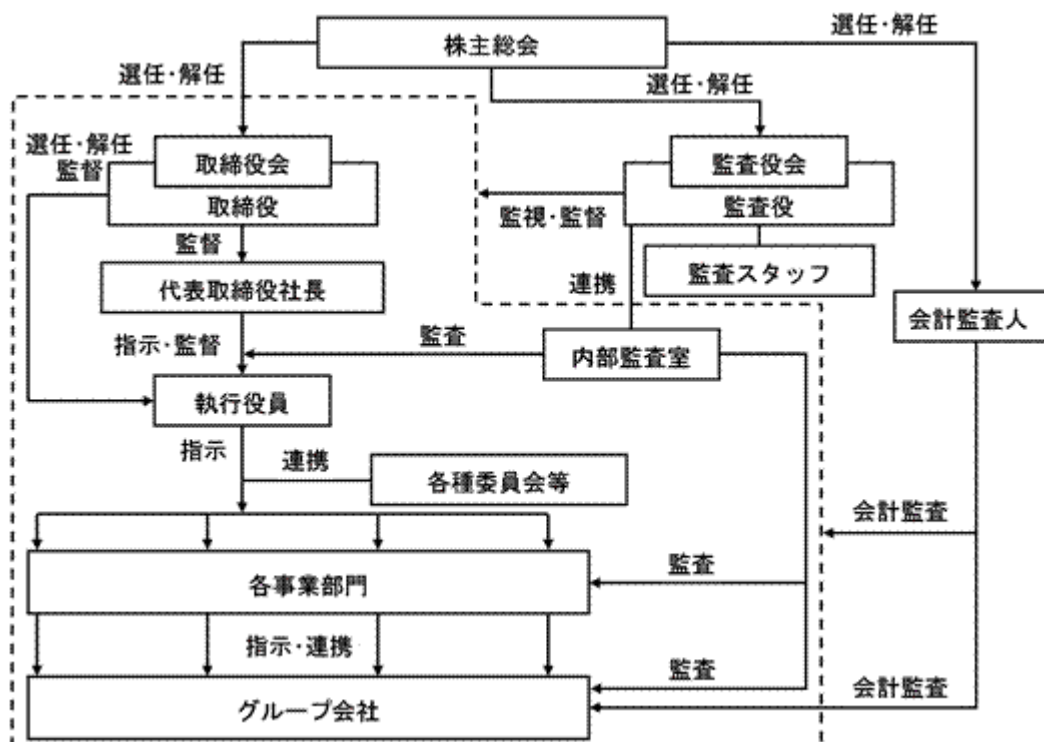 株主総会
選任・解任
選任・解任
選任・解任
選任・解任
監督
取締役会
取締役
監査役会
監査役
監視・監督
監督
連携
監査スタッフ
代表取締役社長
会計監査人
指示・監督
監査
内部監査室
執行役員
指示
連携
各種委員会等
会計監査
各事業部門
監査
指示・連携
監査
会計監査
グループ会社